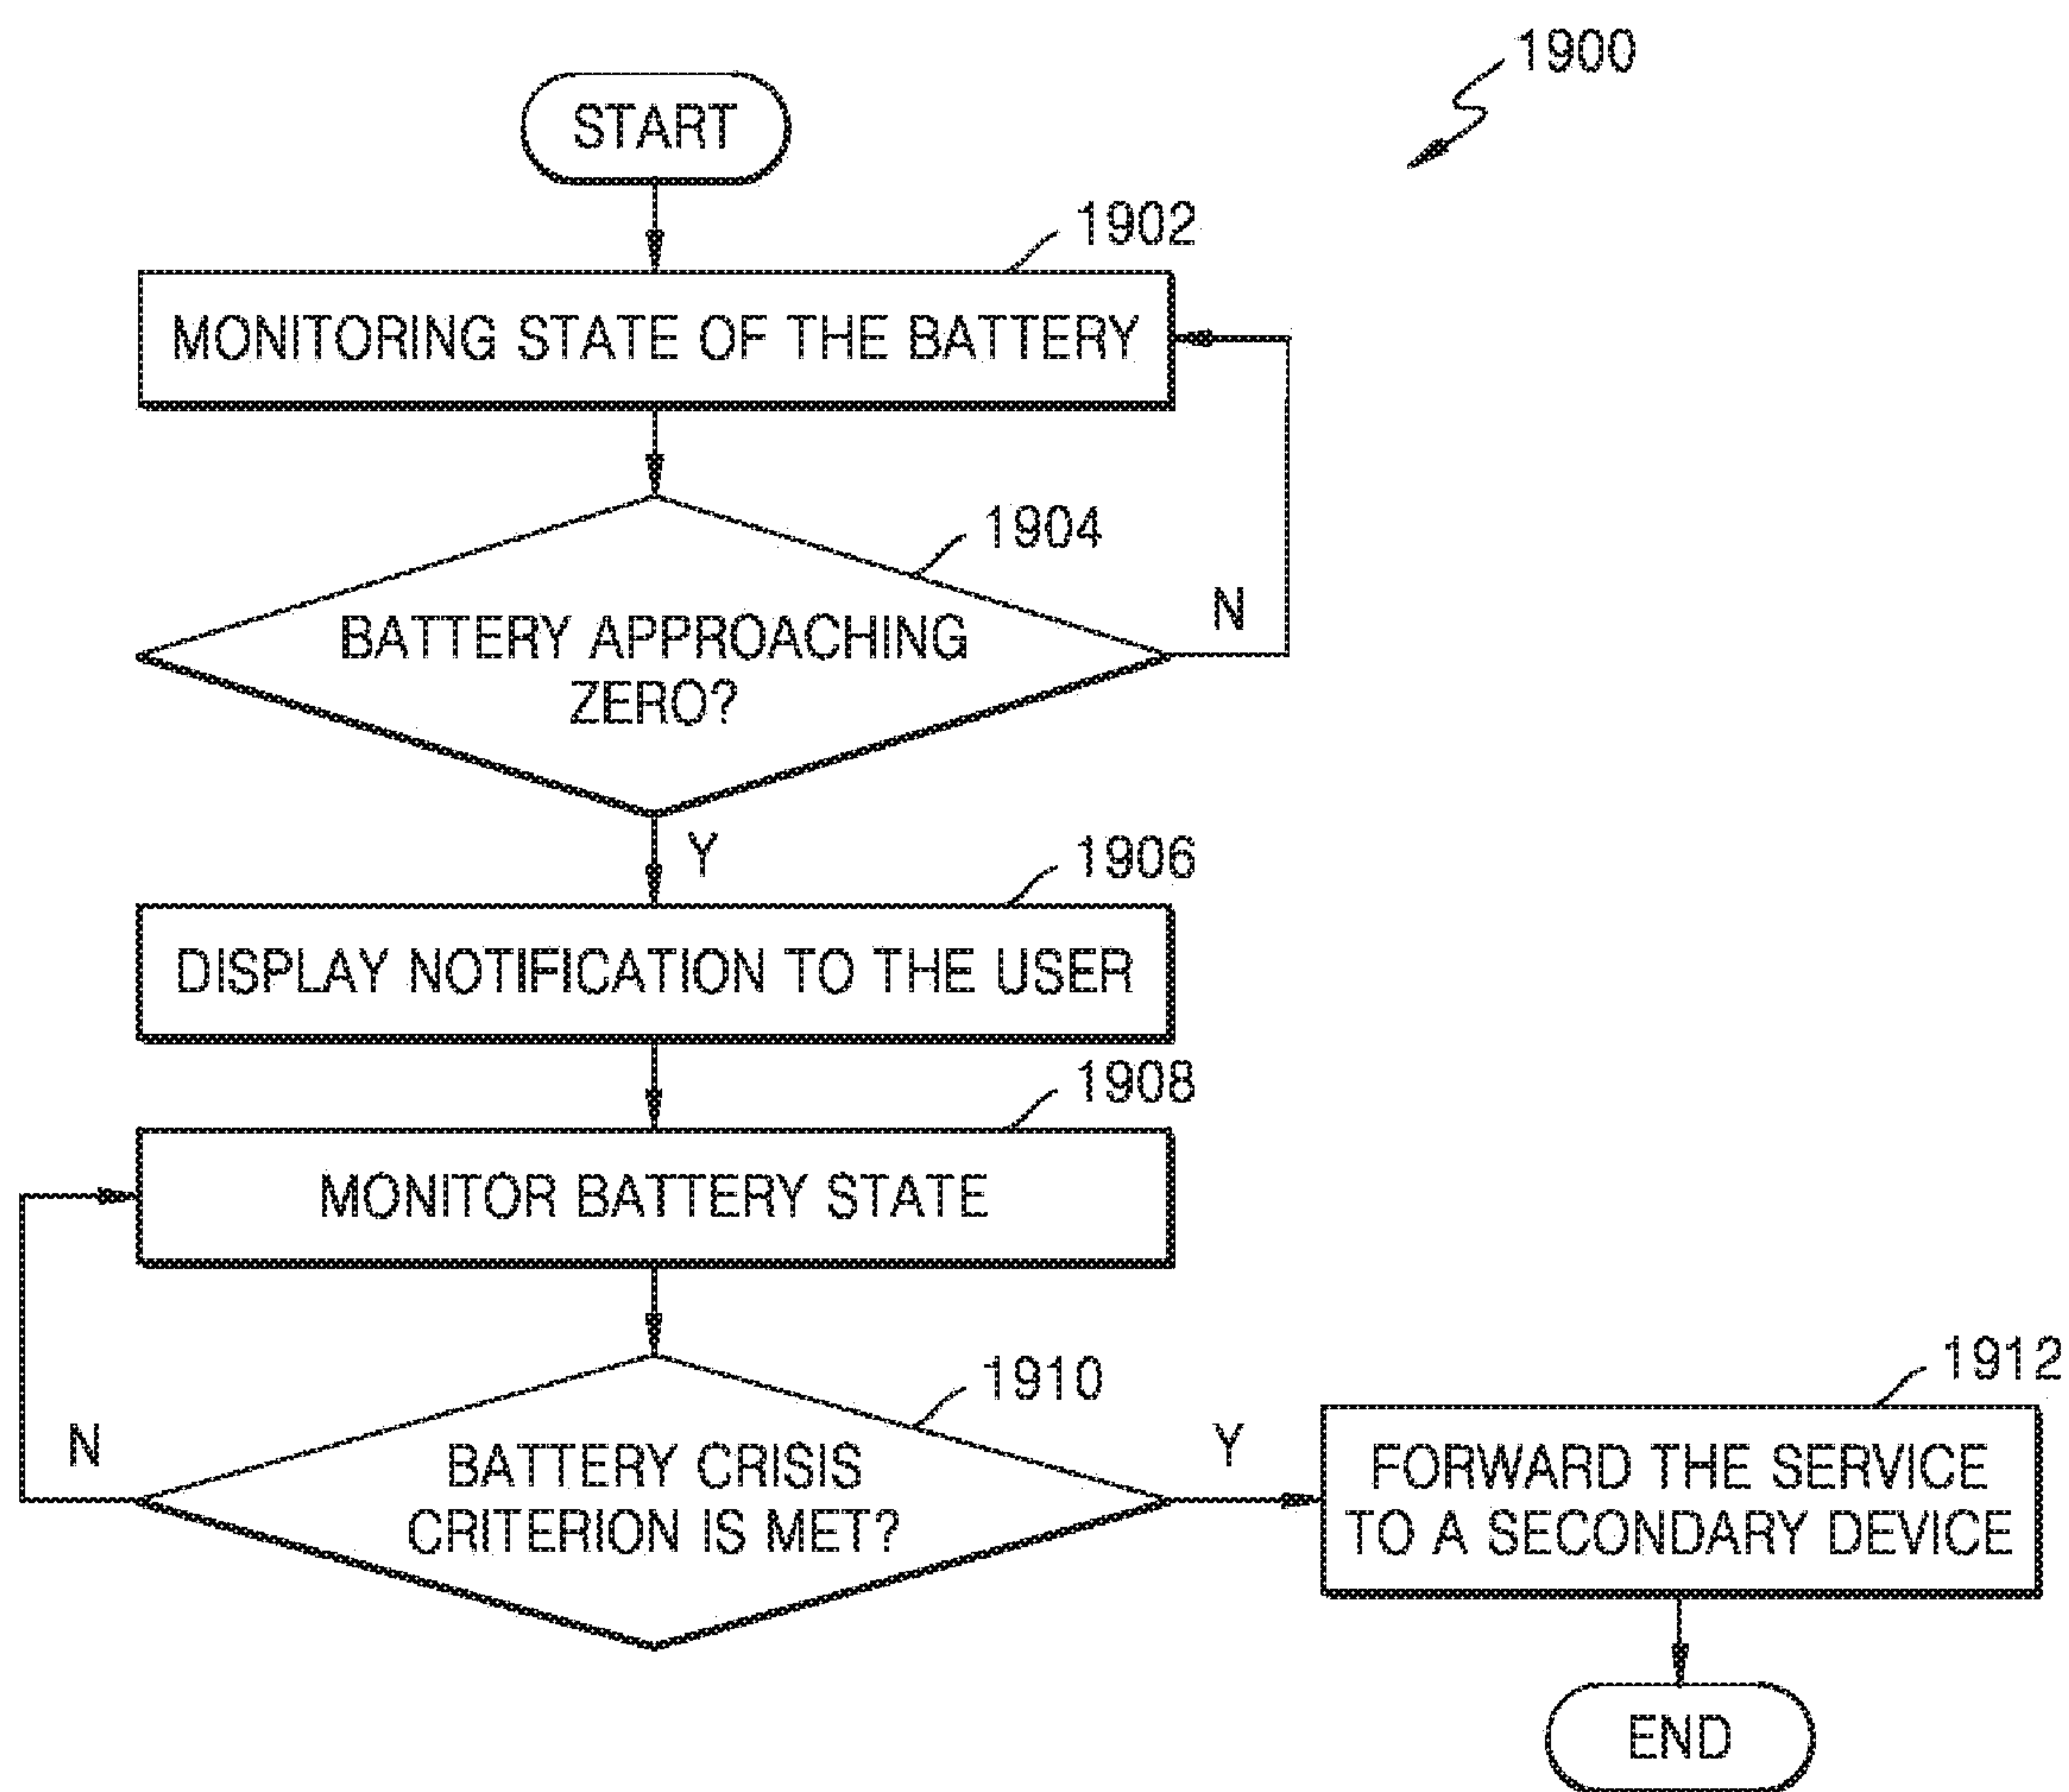 1900
START
1902
MONITORING STATE OF THE BATTERY
1904
BATTERY APPROACHING
ZERO?
N
Y
1906
DISPLAY NOTIFICATION TO THE USER
1908
MONITOR BATTERY STATE
1910
BATTERY CRISIS
CRITERION IS MET?
N
Y
1912
FORWARD THE SERVICE
TO A SECONDARY DEVICE
END